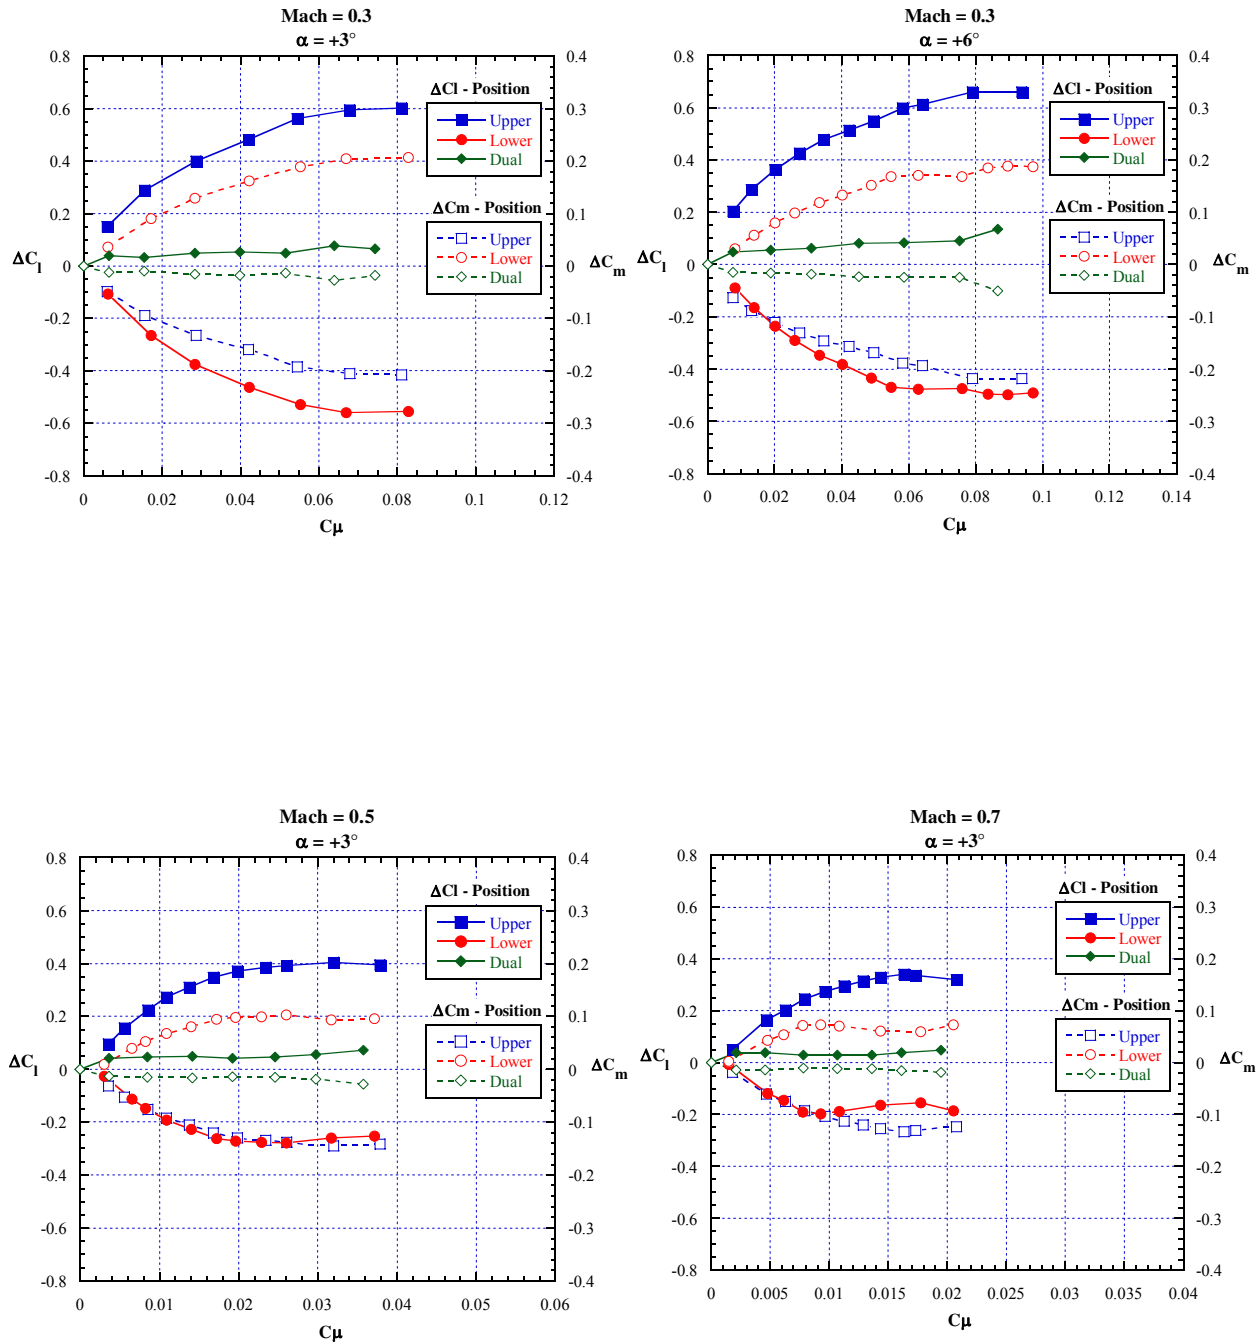 Mach = 0.3
α = +3°
0.8
0.6
0.4
0.2
0
-0.2
-0.4
-0.6
-0.8
ΔCl
0.4
0.3
0.2
0.1
0
-0.1
-0.2
-0.3
-0.4
ΔCm
ΔCl - Position
Upper
Lower
Dual
ΔCm - Position
Upper
Lower
Dual
0 0.02 0.04 0.06 0.08 0.1 0.12
Cμ
Mach = 0.3
α = +6°
0.8
0.6
0.4
0.2
0
-0.2
-0.4
-0.6
-0.8
ΔCl
0.4
0.3
0.2
0.1
0
-0.1
-0.2
-0.3
-0.4
ΔCm
ΔCl - Position
Upper
Lower
Dual
ΔCm - Position
Upper
Lower
Dual
0 0.02 0.04 0.06 0.08 0.1 0.12 0.14
Cμ
Mach = 0.5
α = +3°
0.8
0.6
0.4
0.2
0
-0.2
-0.4
-0.6
-0.8
ΔCl
0.4
0.3
0.2
0.1
0
-0.1
-0.2
-0.3
-0.4
ΔCm
ΔCl - Position
Upper
Lower
Dual
ΔCm - Position
Upper
Lower
Dual
0 0.01 0.02 0.03 0.04 0.05 0.06
Cμ
Mach = 0.7
α = +3°
0.8
0.6
0.4
0.2
0
-0.2
-0.4
-0.6
-0.8
ΔCl
0.4
0.3
0.2
0.1
0
-0.1
-0.2
-0.3
-0.4
ΔCm
ΔCl - Position
Upper
Lower
Dual
ΔCm - Position
Upper
Lower
Dual
0 0.005 0.01 0.015 0.02 0.025 0.03 0.035 0.04
Cμ